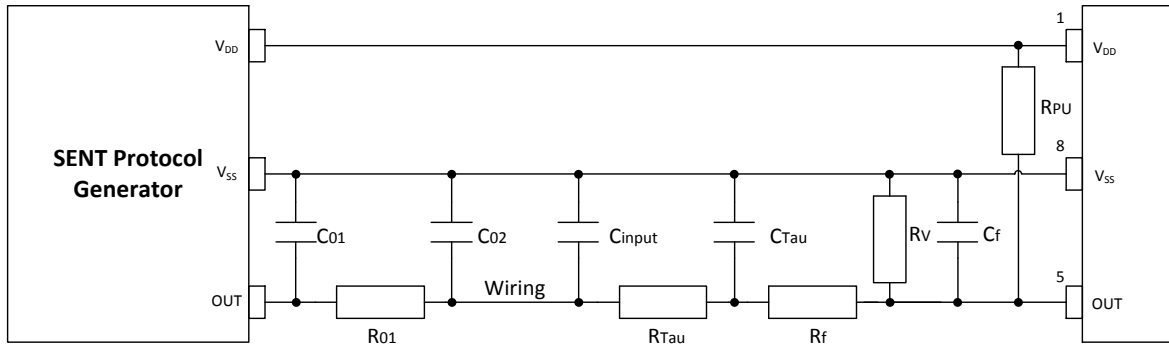 1
VDD
VDD
RPU
SENT Protocol
Generator
8
VSS
VSS
C01
C02
Cinput
CTau
RV
Cf
5
OUT
Wiring
OUT
R01
RTau
Rf